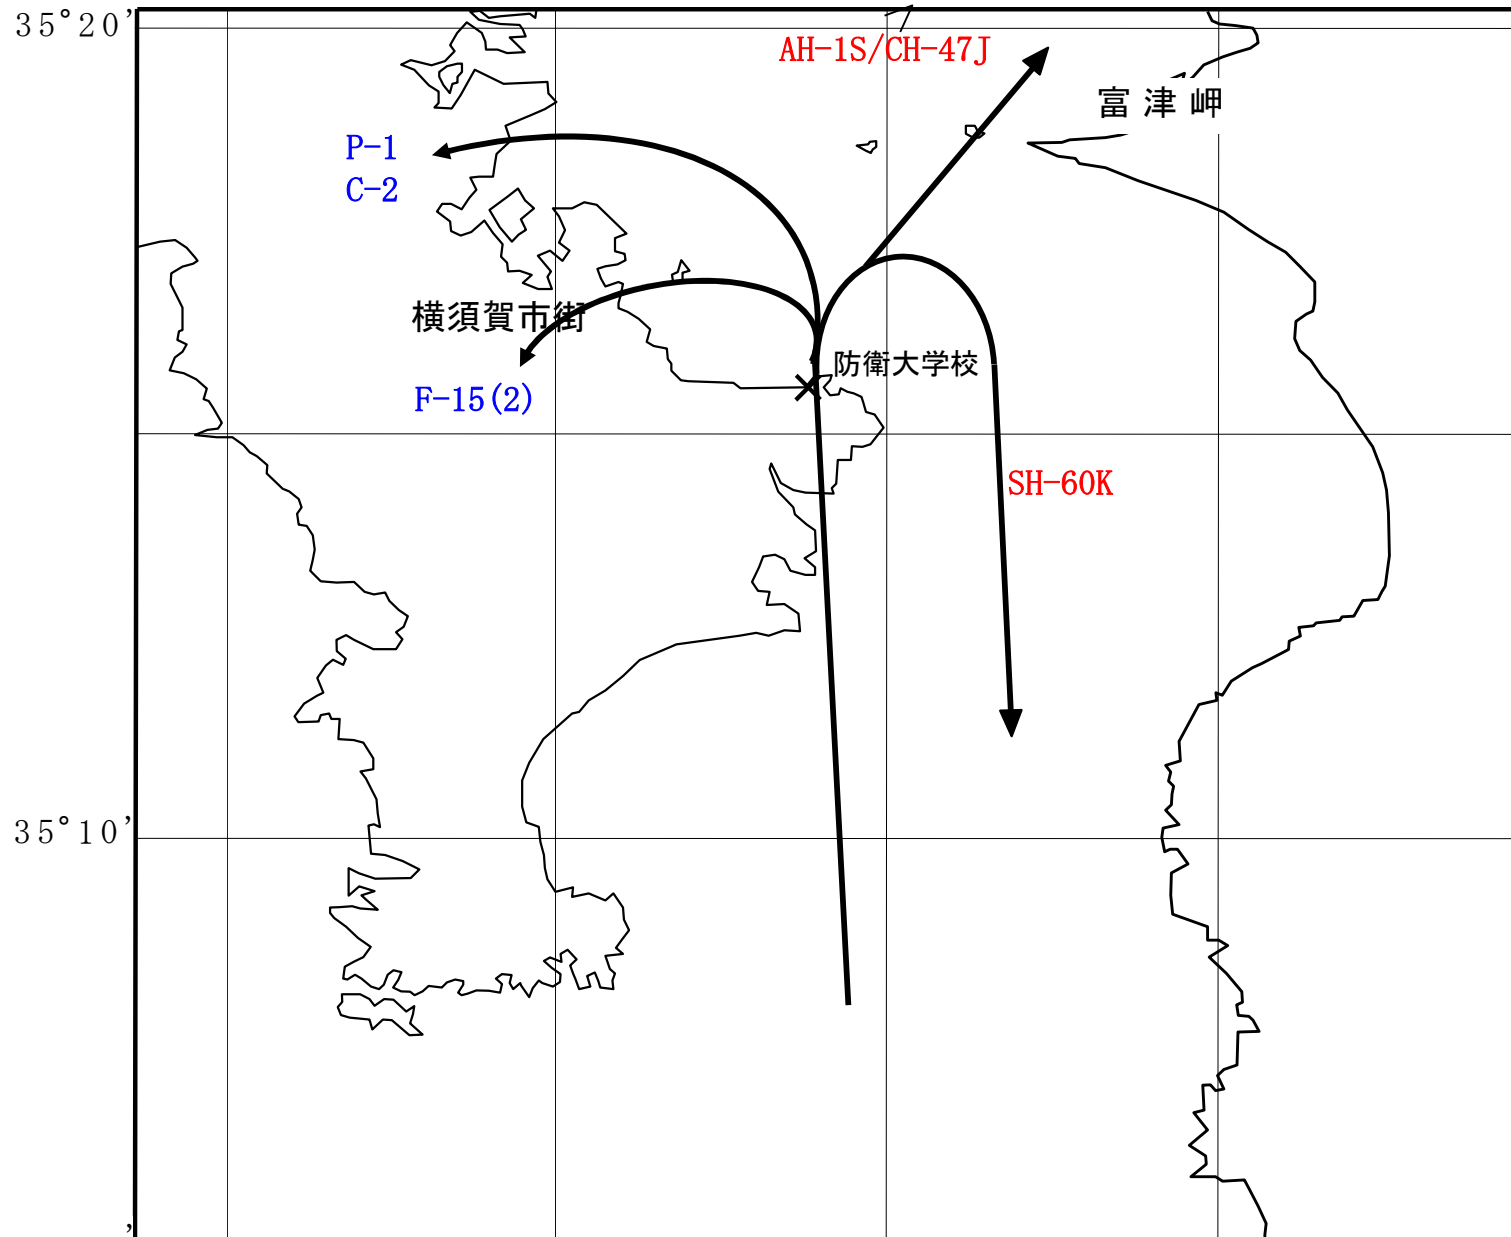 35°20'
AH-1S/CH-47J
富津岬
P-1
C-2
横須賀市街
防衛大学校
F-15(2)
SH-60K
35°10'
'